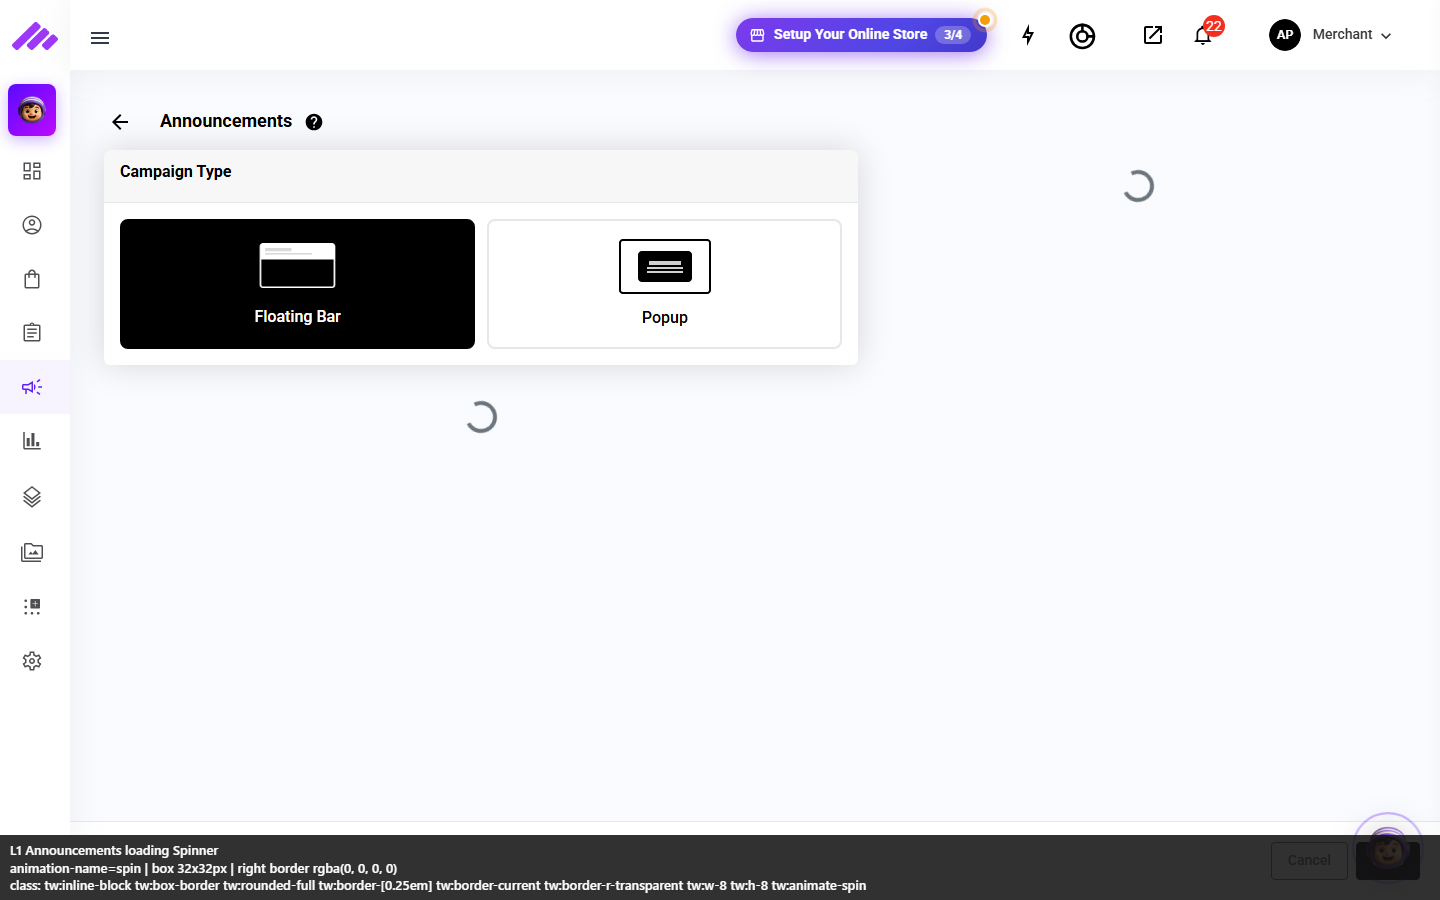 Setup Your Online Store 3/4
22
AP Merchant
Announcements
Campaign Type
Floating Bar
Popup
Cancel
L1 Announcements loading Spinner
animation-name=spin | box 32x32px | right border rgba(0, 0, 0, 0)
class: tw:inline-block tw:box-border tw:rounded-full tw:border-[0.25em] tw:border-current tw:border-r-transparent tw:w-8 tw:h-8 tw:animate-spin